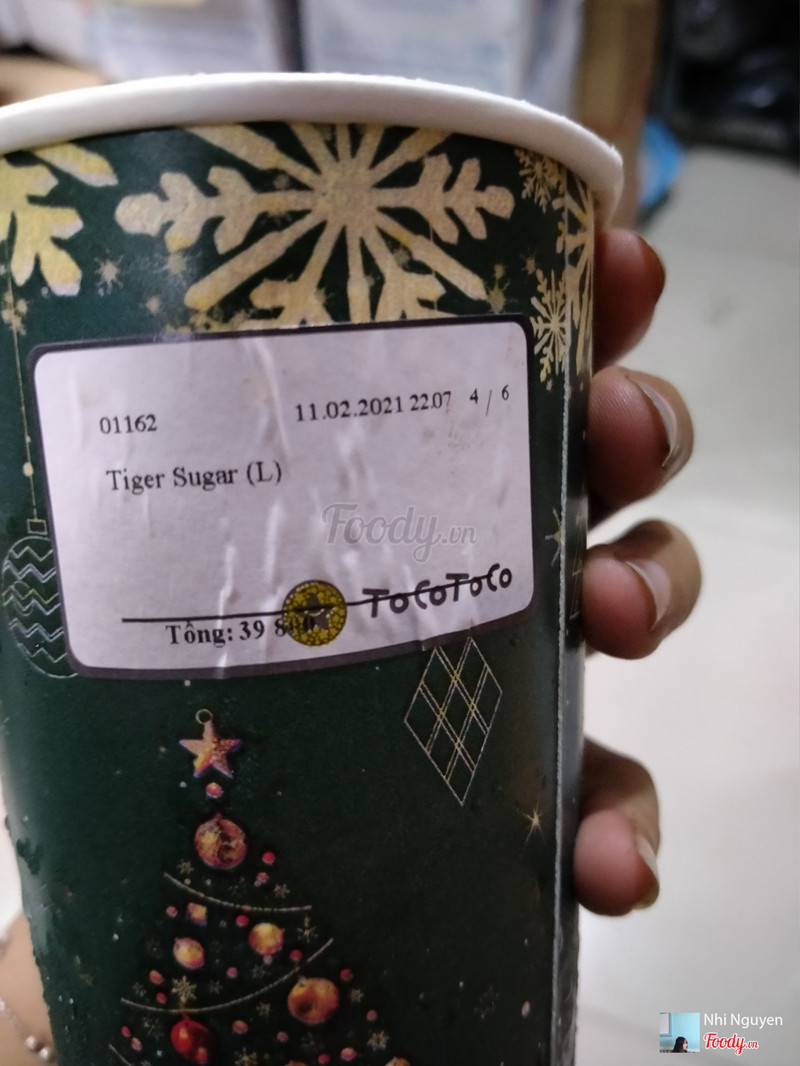 01162 11.02.2021 22.07 4 / 6
Tiger Sugar (L)
Foody.vn
ToCoToCo
Tổng: 39 800
Nhi Nguyen
Foody.vn